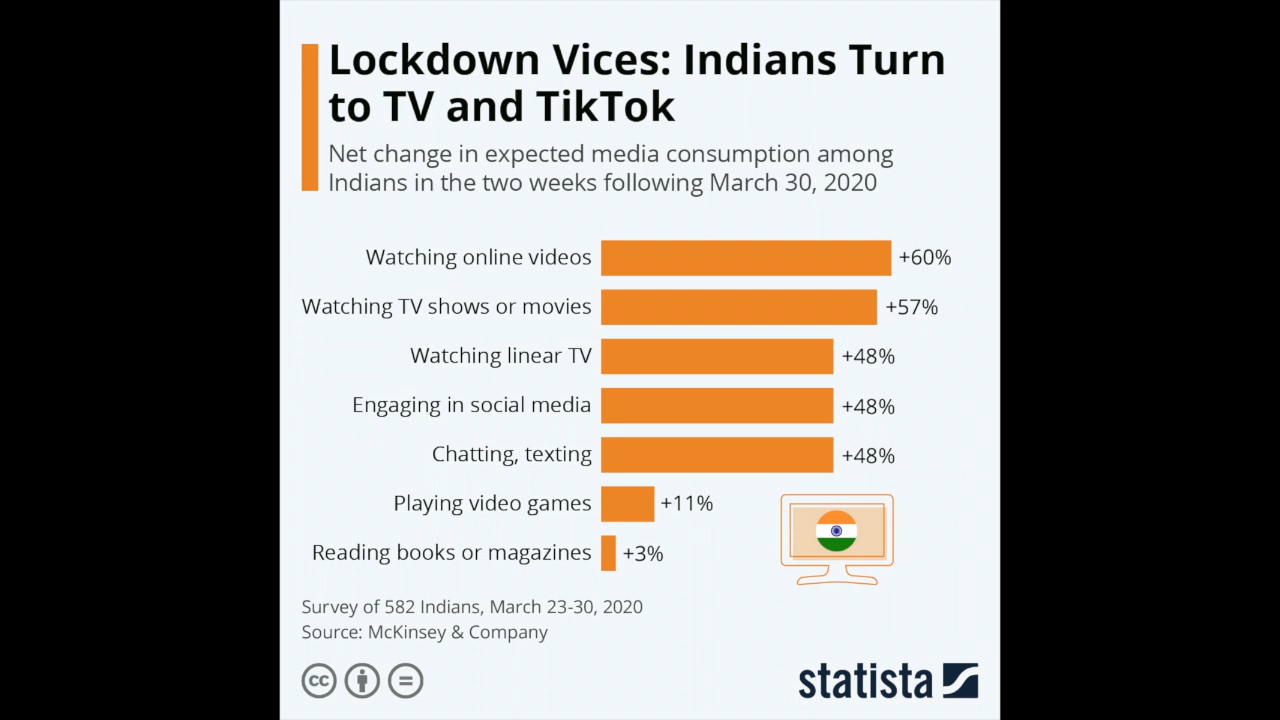 Lockdown Vices: Indians Turn
to TV and TikTok
Net change in expected media consumption among
Indians in the two weeks following March 30, 2020
Watching online videos +60%
Watching TV shows or movies +57%
Watching linear TV +48%
Engaging in social media +48%
Chatting, texting +48%
Playing video games +11%
Reading books or magazines +3%
Survey of 582 Indians, March 23-30, 2020
Source: McKinsey & Company
cc =
statista